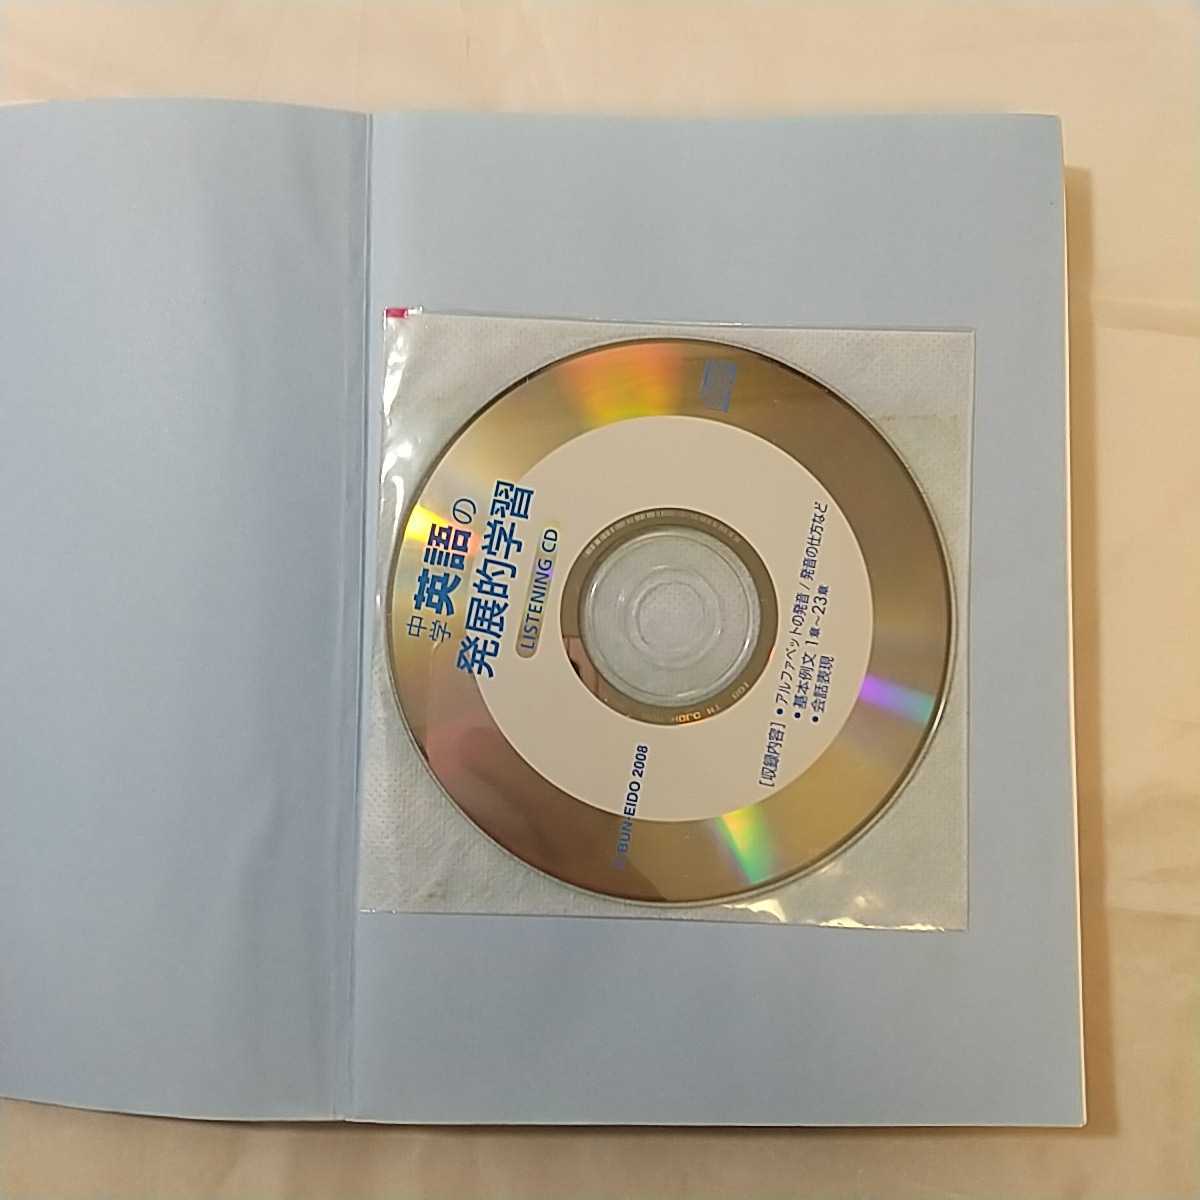 中学英語の
発展的学習
LISTENING CD
[収録内容] • アルファベットの発音 / 発音の仕方など
• 基本例文 1章~23章
• 会話表現
BUN-EIDO 2008